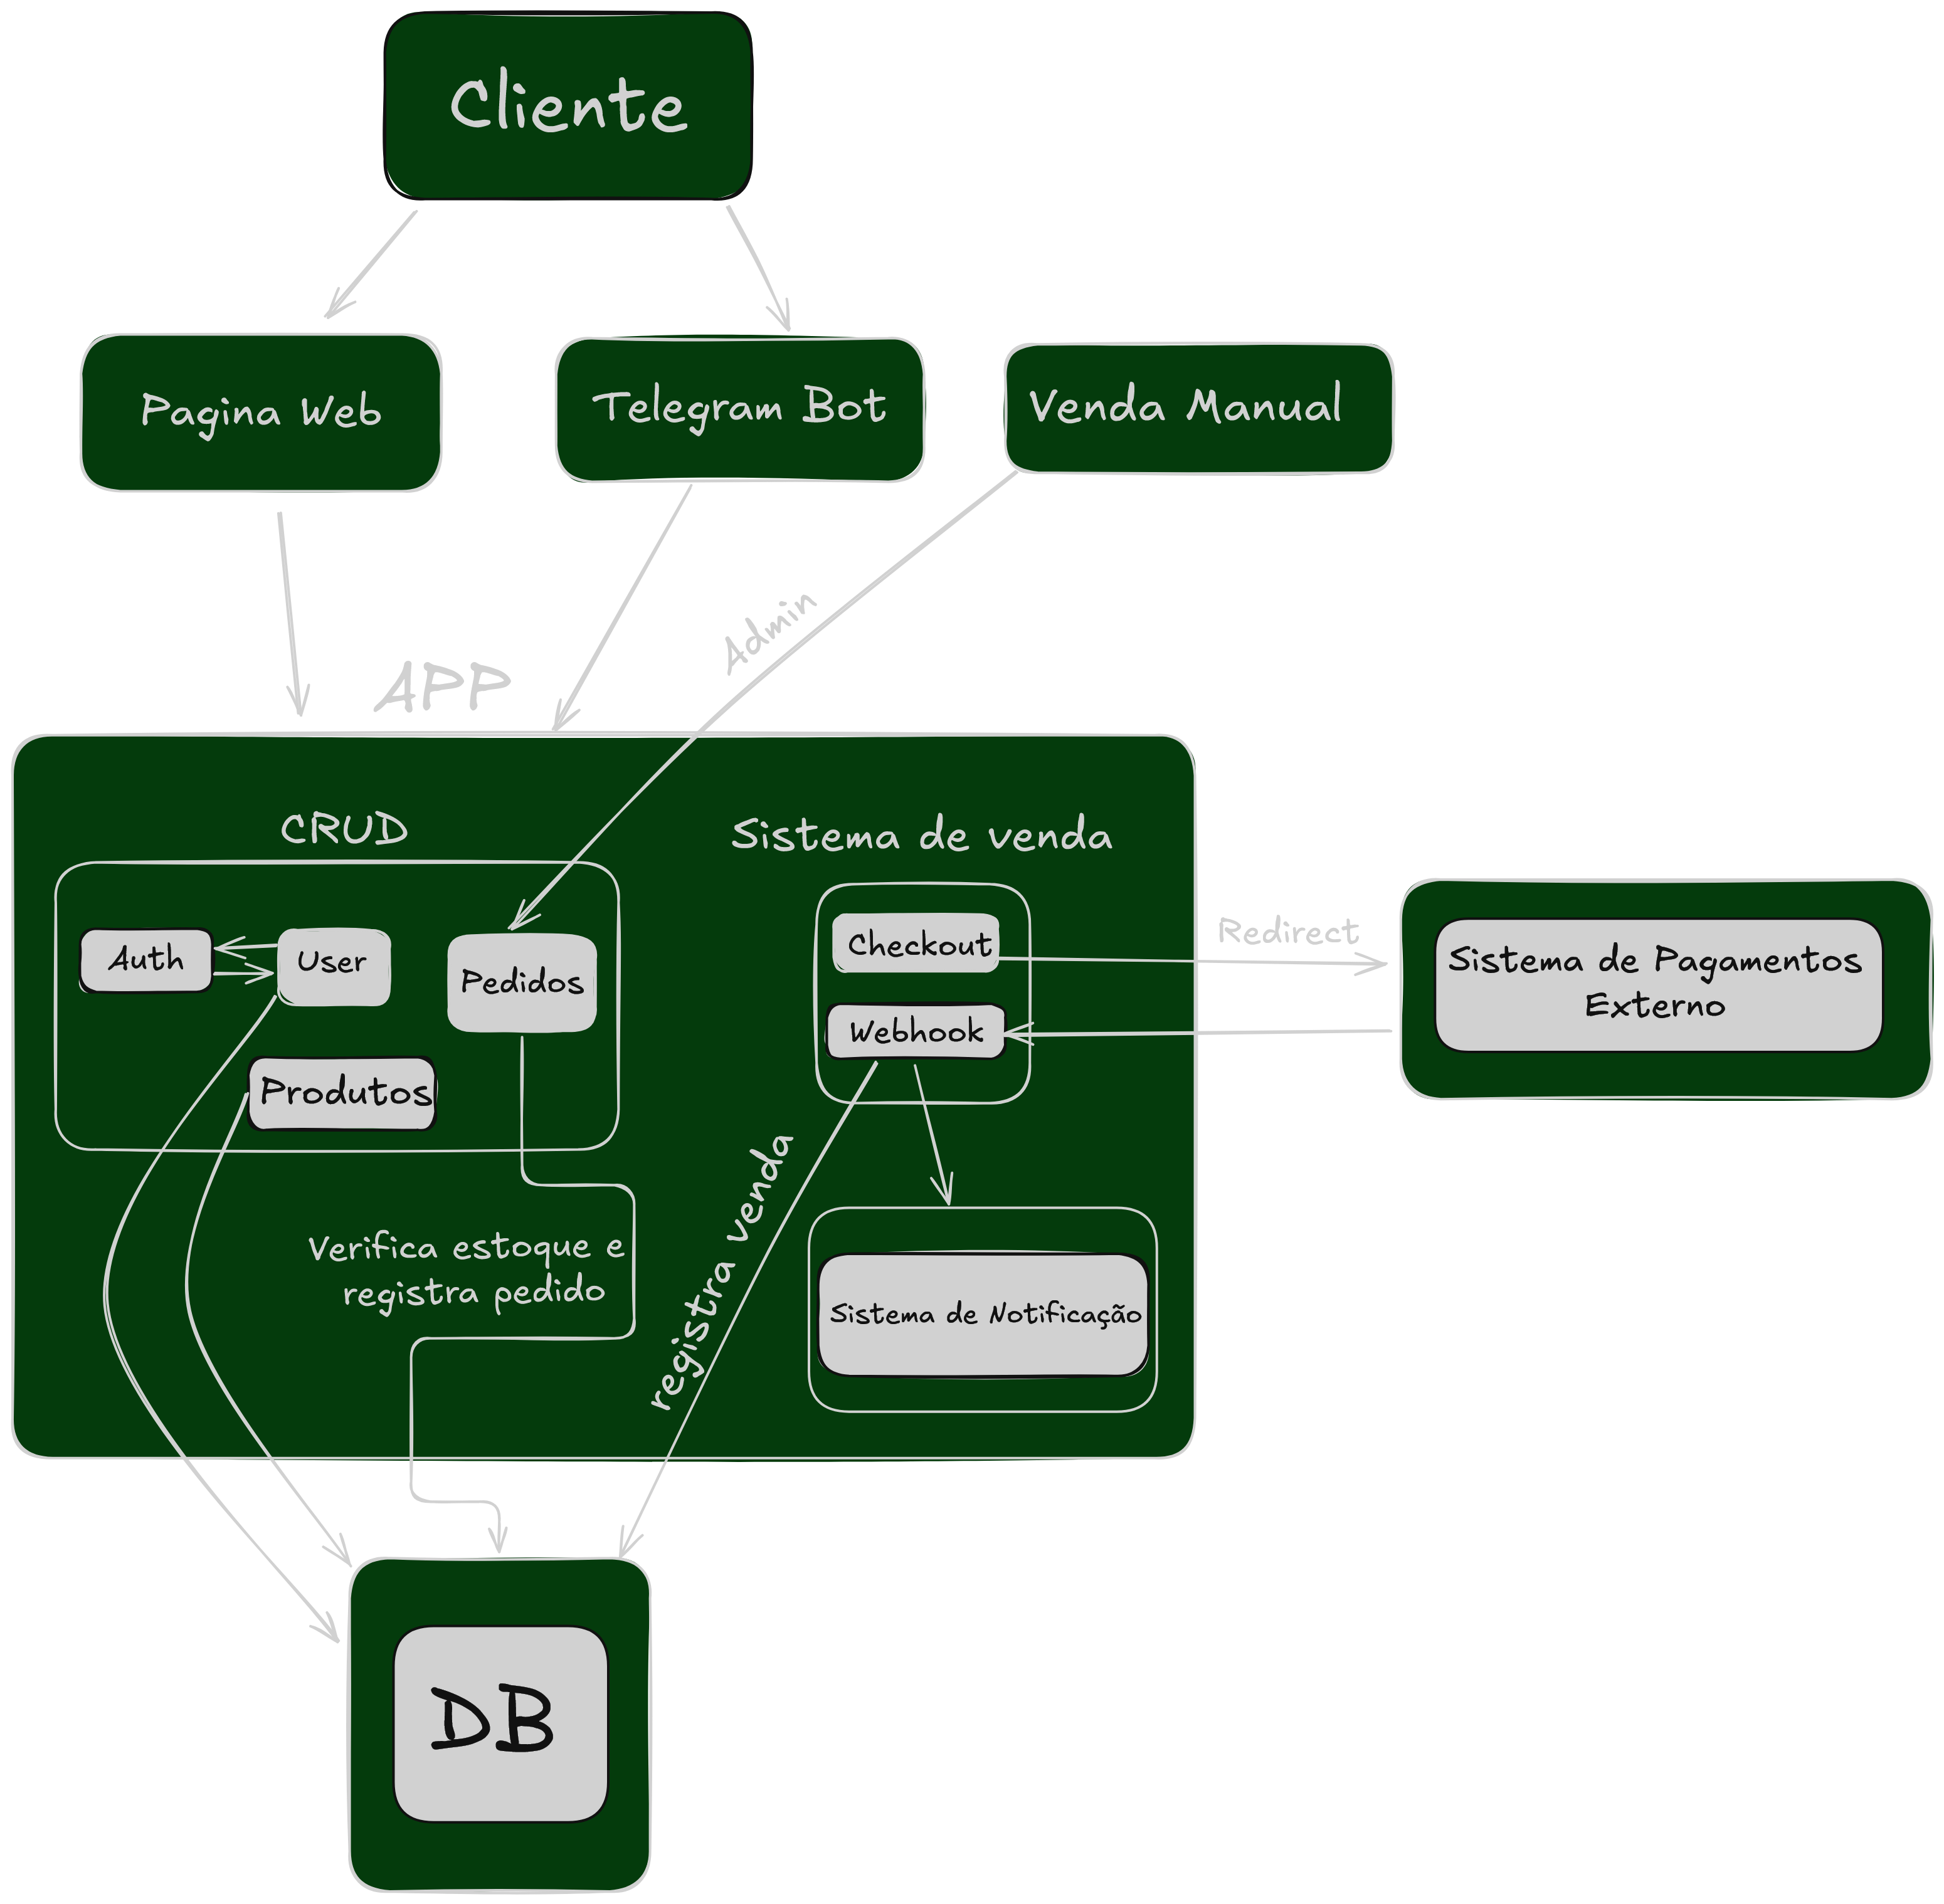 Cliente
Pagina Web
Telegram Bot
Venda Manual
Admin
APP
CRUD
Sistema de venda
Auth
User
Pedidos
Produtos
Checkout
Webhook
Redirect
Sistema de Pagamentos
Externo
Verifica estoque e
registra pedido
registra venda
Sistema de Notificação
DB